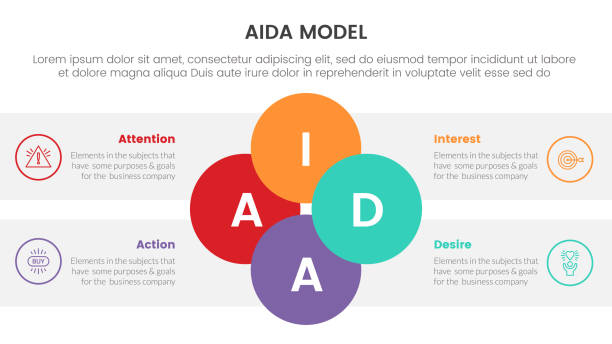 AIDA MODEL
Lorem ipsum dolor sit amet, consectetur adipiscing elit, sed do eiusmod tempor incididunt ut labore
et dolore magna aliqua Duis aute irure dolor in reprehenderit in voluptate velit esse sed do
Attention
Elements in the subjects that
have some purposes & goals
for the business company
Interest
Elements in the subjects that
have some purposes & goals
for the business company
I
A
D
A
Action
Elements in the subjects that
have some purposes & goals
for the business company
BUY
Desire
Elements in the subjects that
have some purposes & goals
for the business company